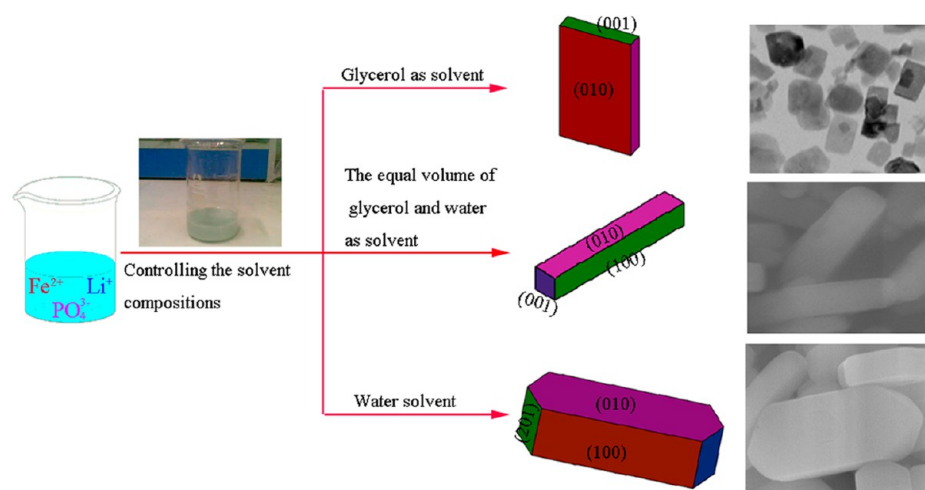 Fe²⁺ Li⁺
PO₄³⁻
Controlling the solvent
compositions
Glycerol as solvent
(001)
(010)
The equal volume of
glycerol and water
as solvent
(010)
(100)
(001)
Water solvent
(010)
(201)
(100)